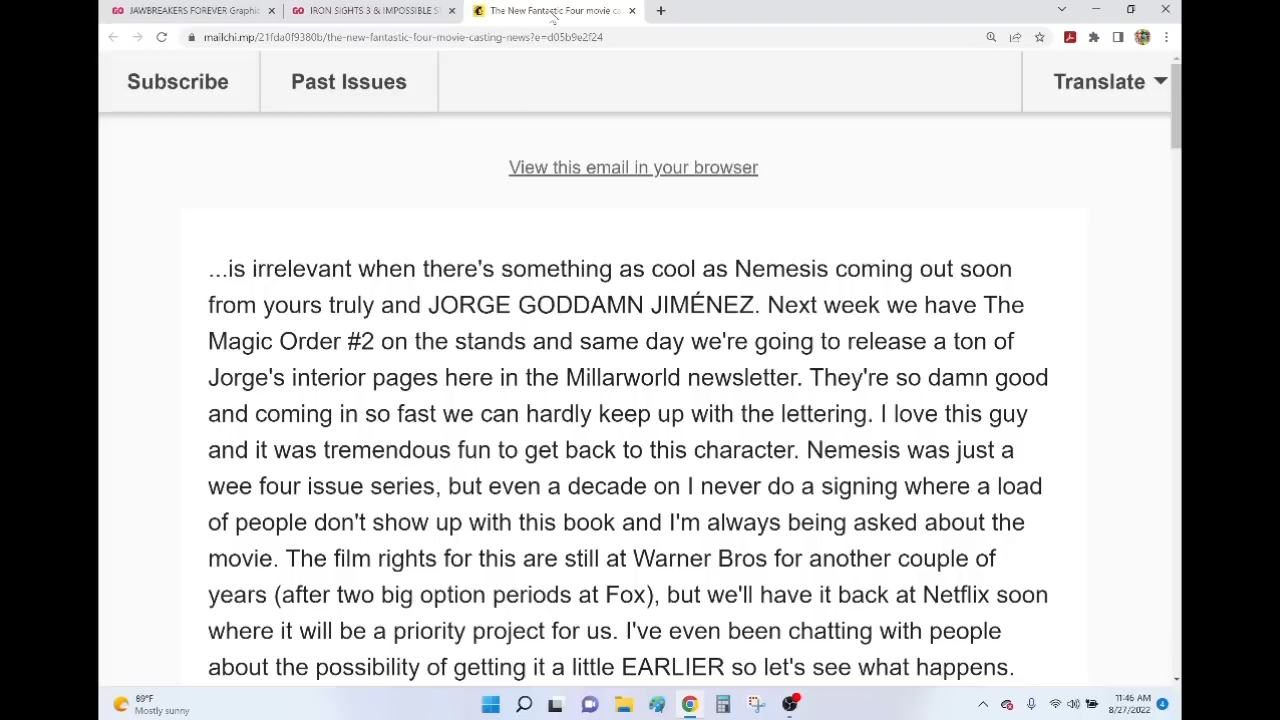 JAWBREAKERS FOREVER Graphic
IRON SIGHTS 3 & IMPOSSIBLE S
The New Fantastic Four movie ca
mailchi.mp/21fda0f9380b/the-new-fantastic-four-movie-casting-news?e=d05b9e2f24
Subscribe
Past Issues
Translate
View this email in your browser
...is irrelevant when there's something as cool as Nemesis coming out soon
from yours truly and JORGE GODDAMN JIMÉNEZ. Next week we have The
Magic Order #2 on the stands and same day we're going to release a ton of
Jorge's interior pages here in the Millarworld newsletter. They're so damn good
and coming in so fast we can hardly keep up with the lettering. I love this guy
and it was tremendous fun to get back to this character. Nemesis was just a
wee four issue series, but even a decade on I never do a signing where a load
of people don't show up with this book and I'm always being asked about the
movie. The film rights for this are still at Warner Bros for another couple of
years (after two big option periods at Fox), but we'll have it back at Netflix soon
where it will be a priority project for us. I've even been chatting with people
about the possibility of getting it a little EARLIER so let's see what happens.
89°F
Mostly sunny
11:46 AM
8/27/2022
4